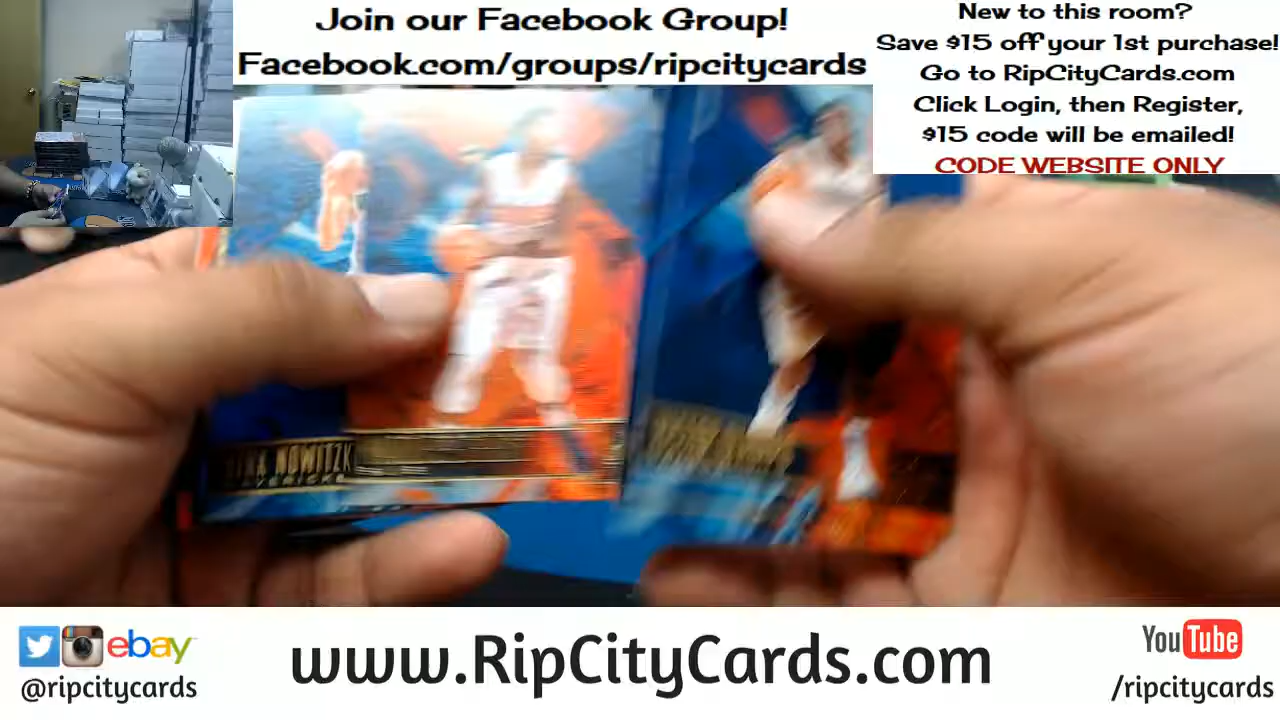 Join our Facebook Group!
Facebook.com/groups/ripcitycards
New to this room?
Save $15 off your 1st purchase!
Go to RipCityCards.com
Click Login, then Register,
$15 code will be emailed!
CODE WEBSITE ONLY
NOWITZK
ebay
@ripcitycards
www.RipCityCards.com
YouTube
/ripcitycards